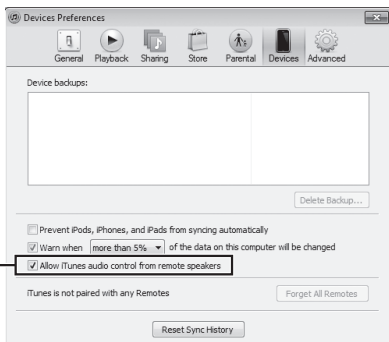 Devices Preferences
General Playback Sharing Store Parental Devices Advanced
Device backups:
Delete Backup...
Prevent iPods, iPhones, and iPads from syncing automatically
Warn when more than 5% of the data on this computer will be changed
Allow iTunes audio control from remote speakers
iTunes is not paired with any Remotes Forget All Remotes
Reset Sync History